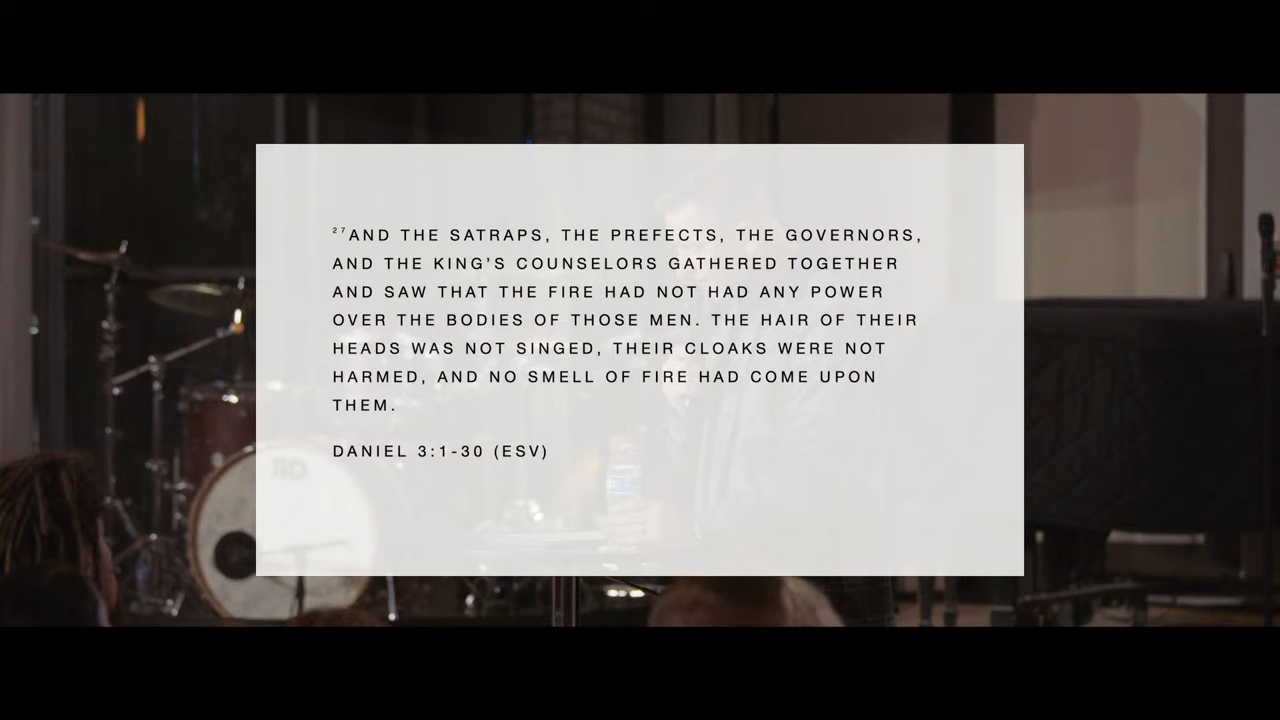 ²⁷AND THE SATRAPS, THE PREFECTS, THE GOVERNORS,
AND THE KING’S COUNSELORS GATHERED TOGETHER
AND SAW THAT THE FIRE HAD NOT HAD ANY POWER
OVER THE BODIES OF THOSE MEN. THE HAIR OF THEIR
HEADS WAS NOT SINGED, THEIR CLOAKS WERE NOT
HARMED, AND NO SMELL OF FIRE HAD COME UPON
THEM.
DANIEL 3:1-30 (ESV)